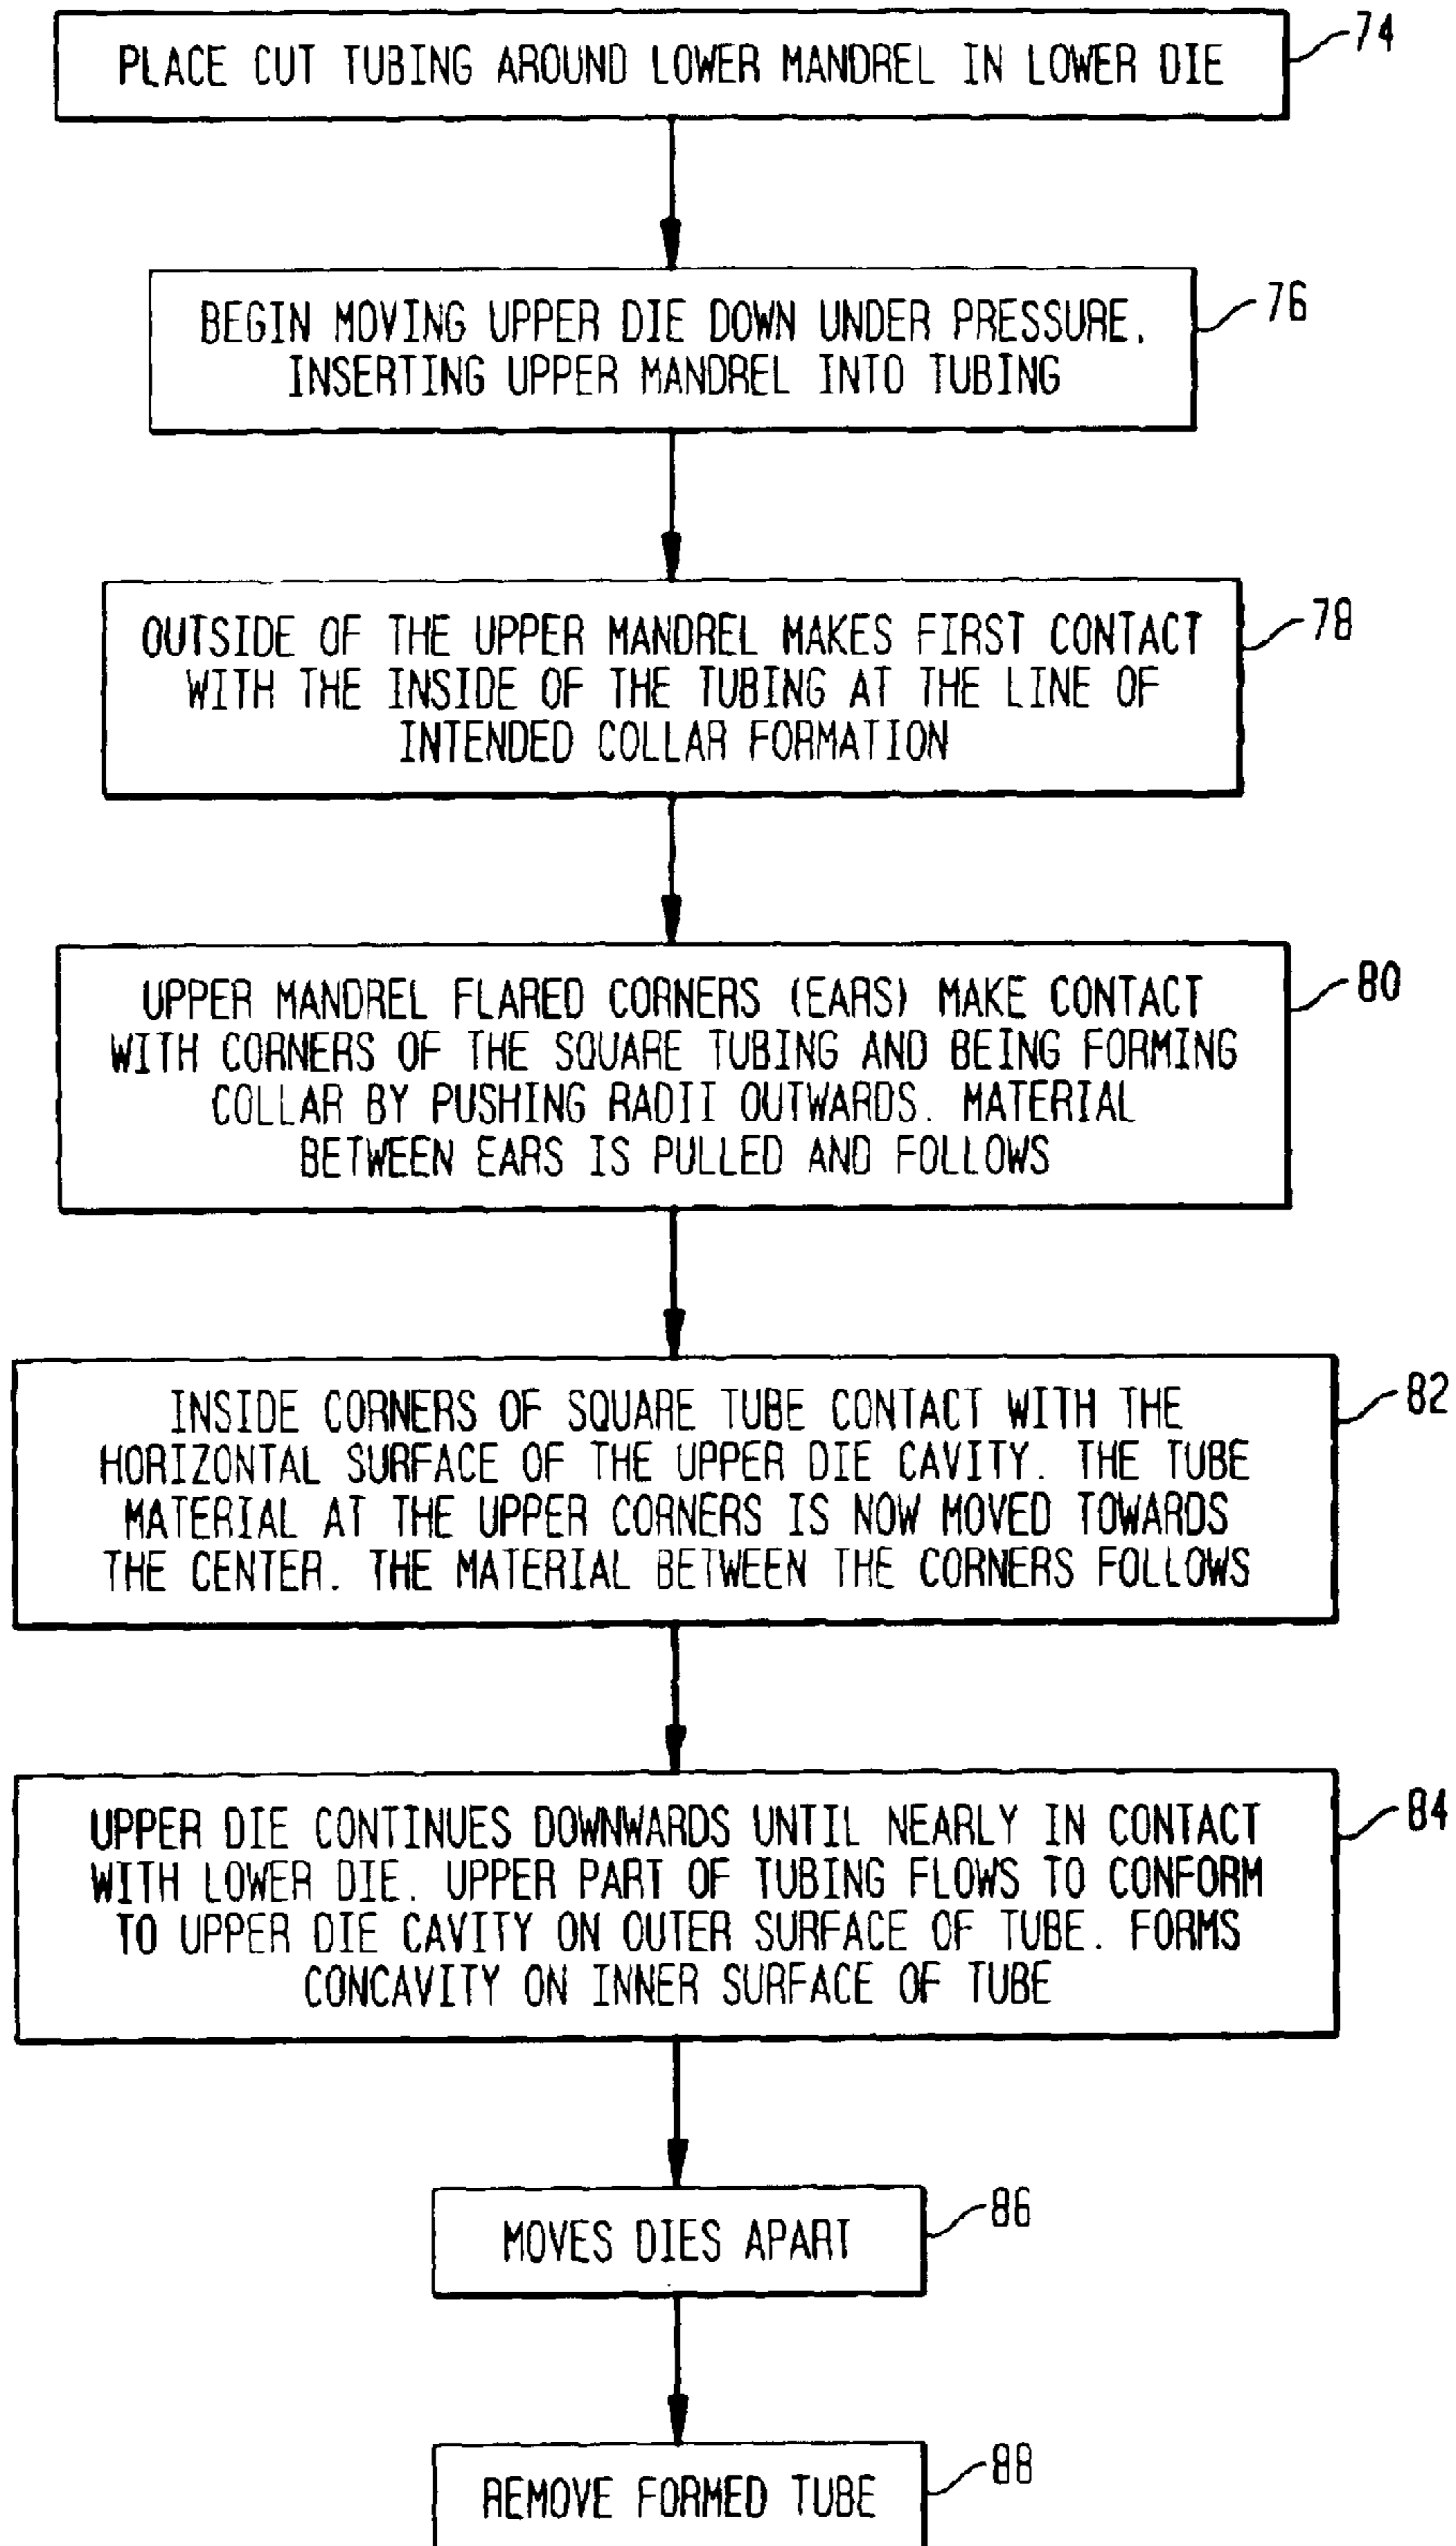 PLACE CUT TUBING AROUND LOWER MANDREL IN LOWER DIE
74
BEGIN MOVING UPPER DIE DOWN UNDER PRESSURE,
INSERTING UPPER MANDREL INTO TUBING
76
OUTSIDE OF THE UPPER MANDREL MAKES FIRST CONTACT
WITH THE INSIDE OF THE TUBING AT THE LINE OF
INTENDED COLLAR FORMATION
78
UPPER MANDREL FLARED CORNERS (EARS) MAKE CONTACT
WITH CORNERS OF THE SQUARE TUBING AND BEING FORMING
COLLAR BY PUSHING RADII OUTWARDS. MATERIAL
BETWEEN EARS IS PULLED AND FOLLOWS
80
INSIDE CORNERS OF SQUARE TUBE CONTACT WITH THE
HORIZONTAL SURFACE OF THE UPPER DIE CAVITY. THE TUBE
MATERIAL AT THE UPPER CORNERS IS NOW MOVED TOWARDS
THE CENTER. THE MATERIAL BETWEEN THE CORNERS FOLLOWS
82
UPPER DIE CONTINUES DOWNWARDS UNTIL NEARLY IN CONTACT
WITH LOWER DIE. UPPER PART OF TUBING FLOWS TO CONFORM
TO UPPER DIE CAVITY ON OUTER SURFACE OF TUBE. FORMS
CONCAVITY ON INNER SURFACE OF TUBE
84
MOVES DIES APART
86
REMOVE FORMED TUBE
88